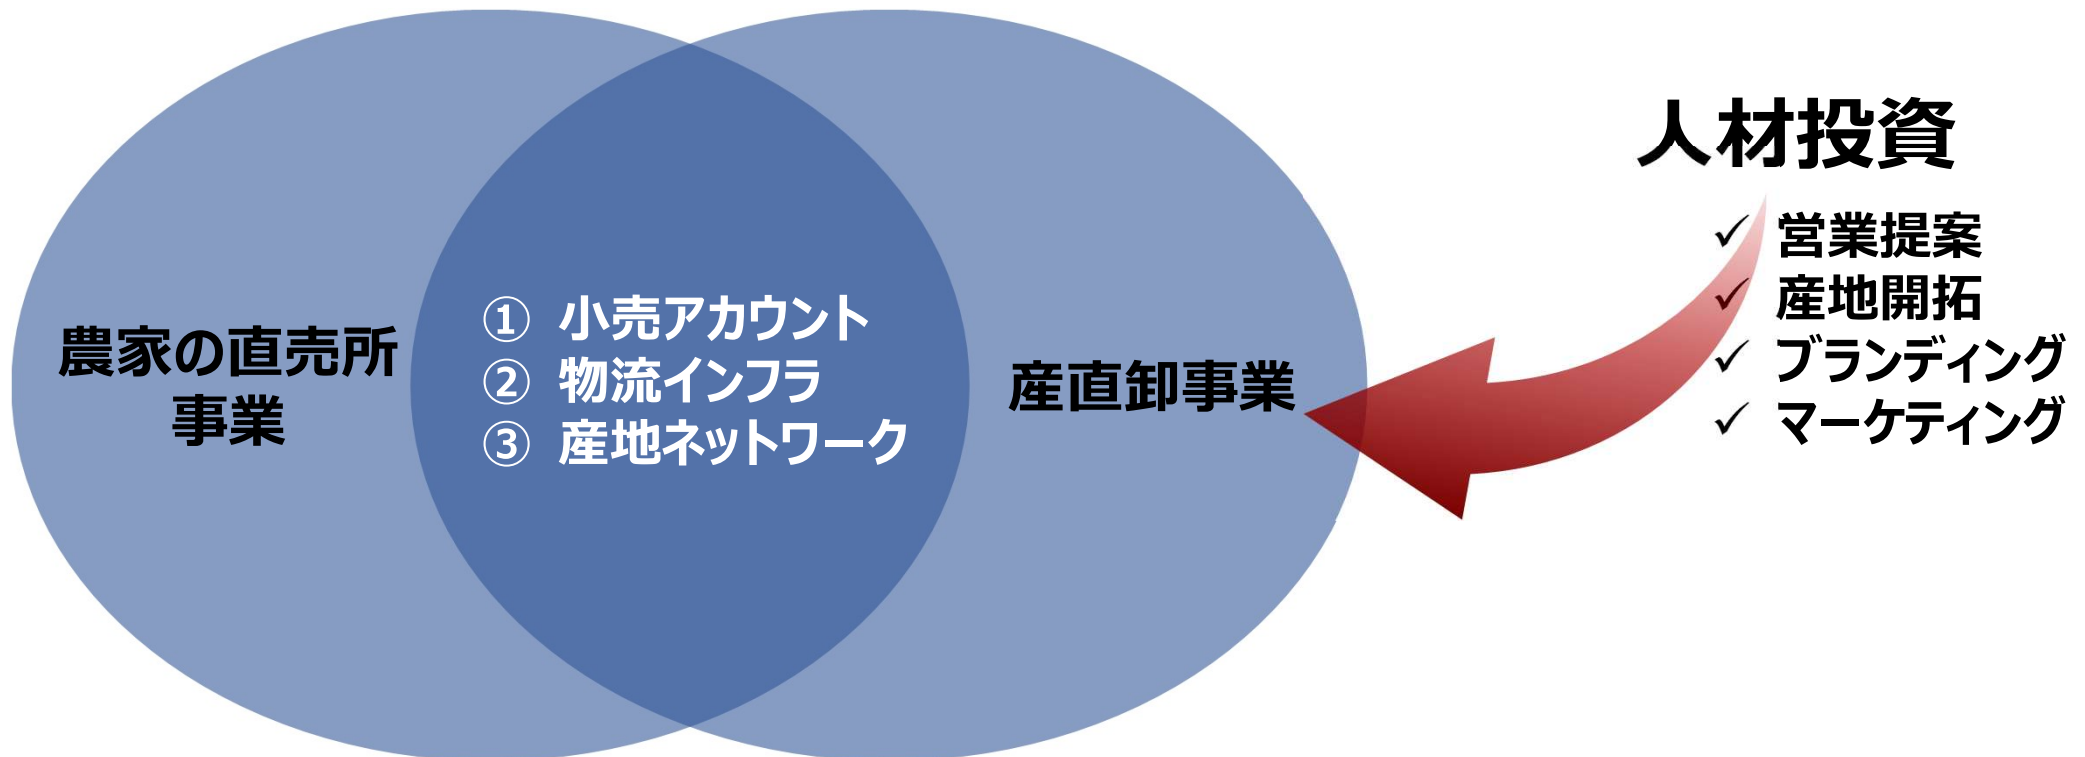 農家の直売所
事業
① 小売アカウント
② 物流インフラ
③ 産地ネットワーク
産直卸事業
人材投資
✓ 営業提案
✓ 産地開拓
✓ ブランディング
✓ マーケティング